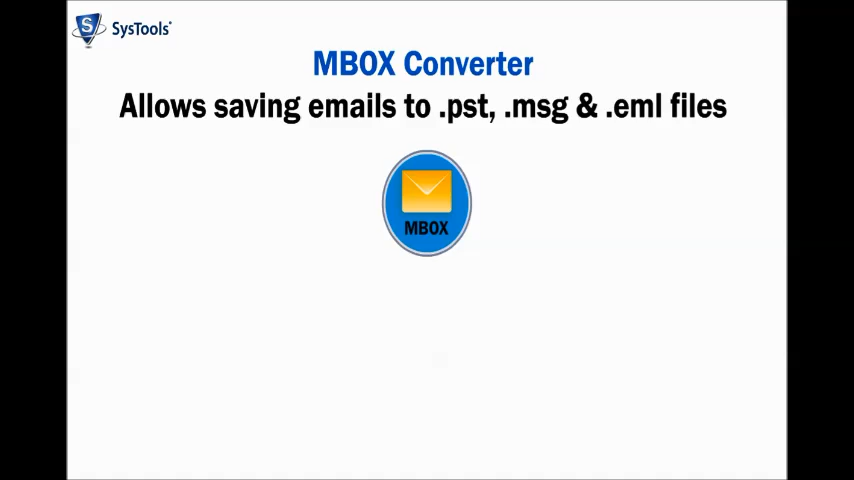 SysTools®
MBOX Converter
Allows saving emails to .pst, .msg & .eml files
MBOX